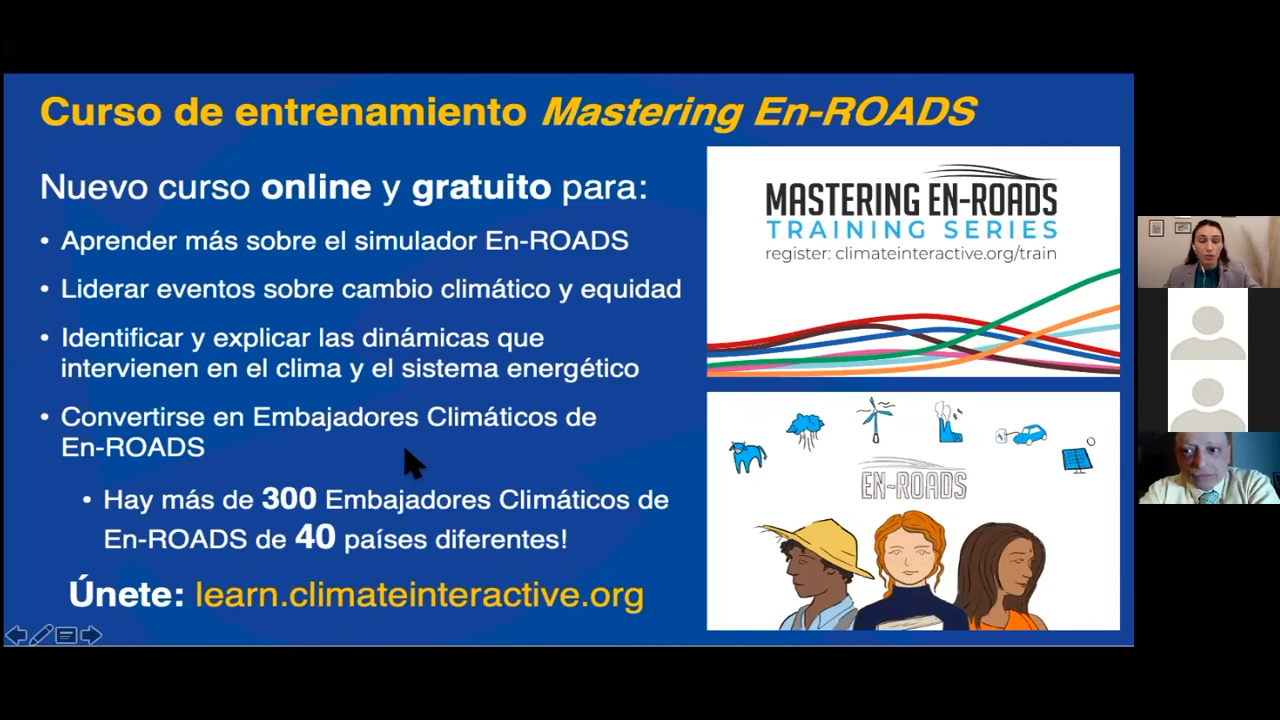 Curso de entrenamiento Mastering En-ROADS
Nuevo curso online y gratuito para:
• Aprender más sobre el simulador En-ROADS
• Liderar eventos sobre cambio climático y equidad
• Identificar y explicar las dinámicas que
intervienen en el clima y el sistema energético
• Convertirse en Embajadores Climáticos de
En-ROADS
• Hay más de 300 Embajadores Climáticos de
En-ROADS de 40 países diferentes!
Únete: learn.climateinteractive.org
MASTERING EN-ROADS
TRAINING SERIES
register: climateinteractive.org/train
EN-ROADS